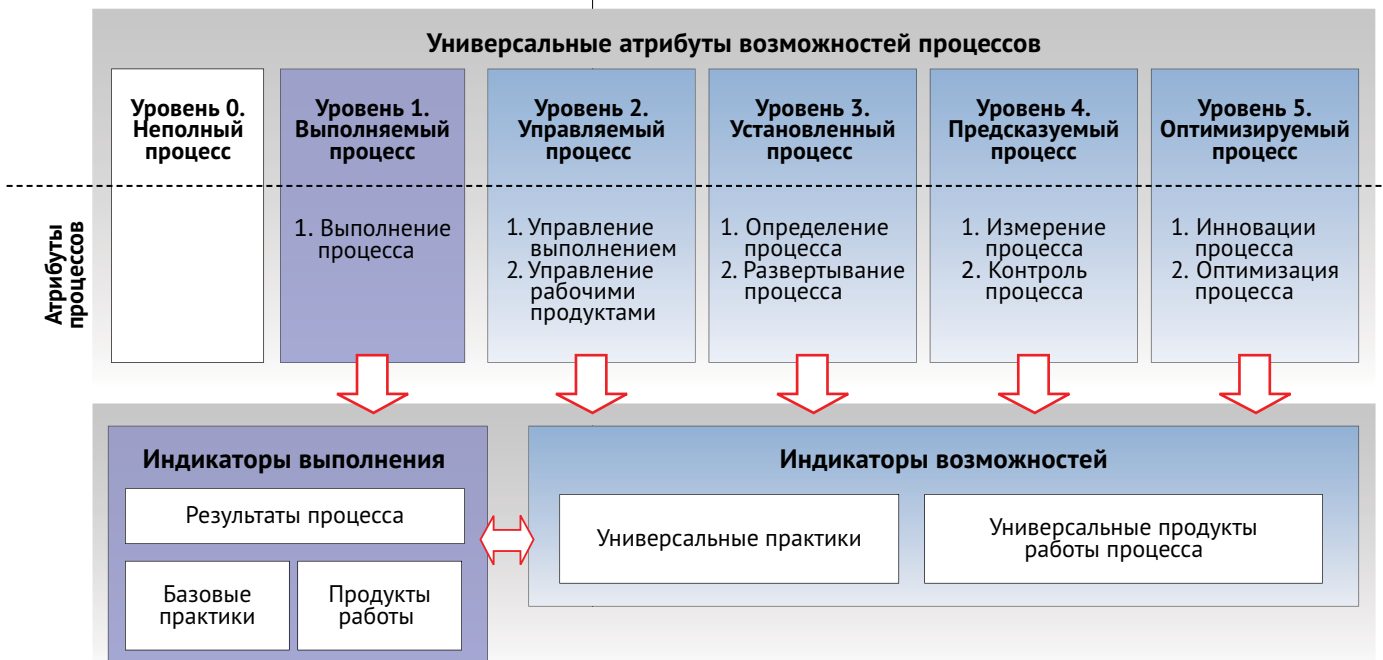 Универсальные атрибуты возможностей процессов
Уровень 0.
Неполный
процесс
Уровень 1.
Выполняемый
процесс
Уровень 2.
Управляемый
процесс
Уровень 3.
Установленный
процесс
Уровень 4.
Предсказуемый
процесс
Уровень 5.
Оптимизируемый
процесс
Атрибуты
процессов
1. Выполнение
процесса
1. Управление
выполнением
2. Управление
рабочими
продуктами
1. Определение
процесса
2. Развертывание
процесса
1. Измерение
процесса
2. Контроль
процесса
1. Инновации
процесса
2. Оптимизация
процесса
Индикаторы выполнения
Результаты процесса
Базовые
практики
Продукты
работы
Индикаторы возможностей
Универсальные практики
Универсальные продукты
работы процесса